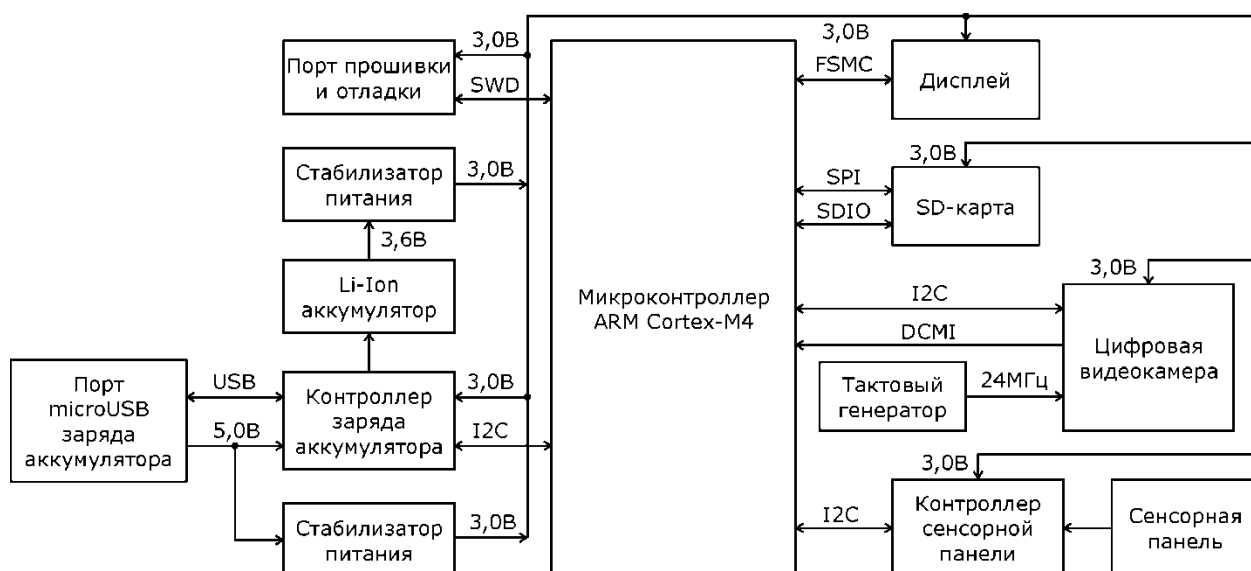 3,0В
Порт прошивки
и отладки
SWD
3,0В
FSMC
Дисплей
Стабилизатор
питания
3,0В
3,0В
SPI
SDIO
SD-карта
3,6В
Li-Ion
аккумулятор
Микроконтроллер
ARM Cortex-M4
3,0В
I2C
DCMI
Цифровая
видеокамера
Тактовый
генератор
24МГц
Порт
microUSB
заряда
аккумулятора
USB
5,0В
Контроллер
заряда
аккумулятора
3,0В
I2C
Стабилизатор
питания
3,0В
3,0В
I2C
Контроллер
сенсорной
панели
Сенсорная
панель